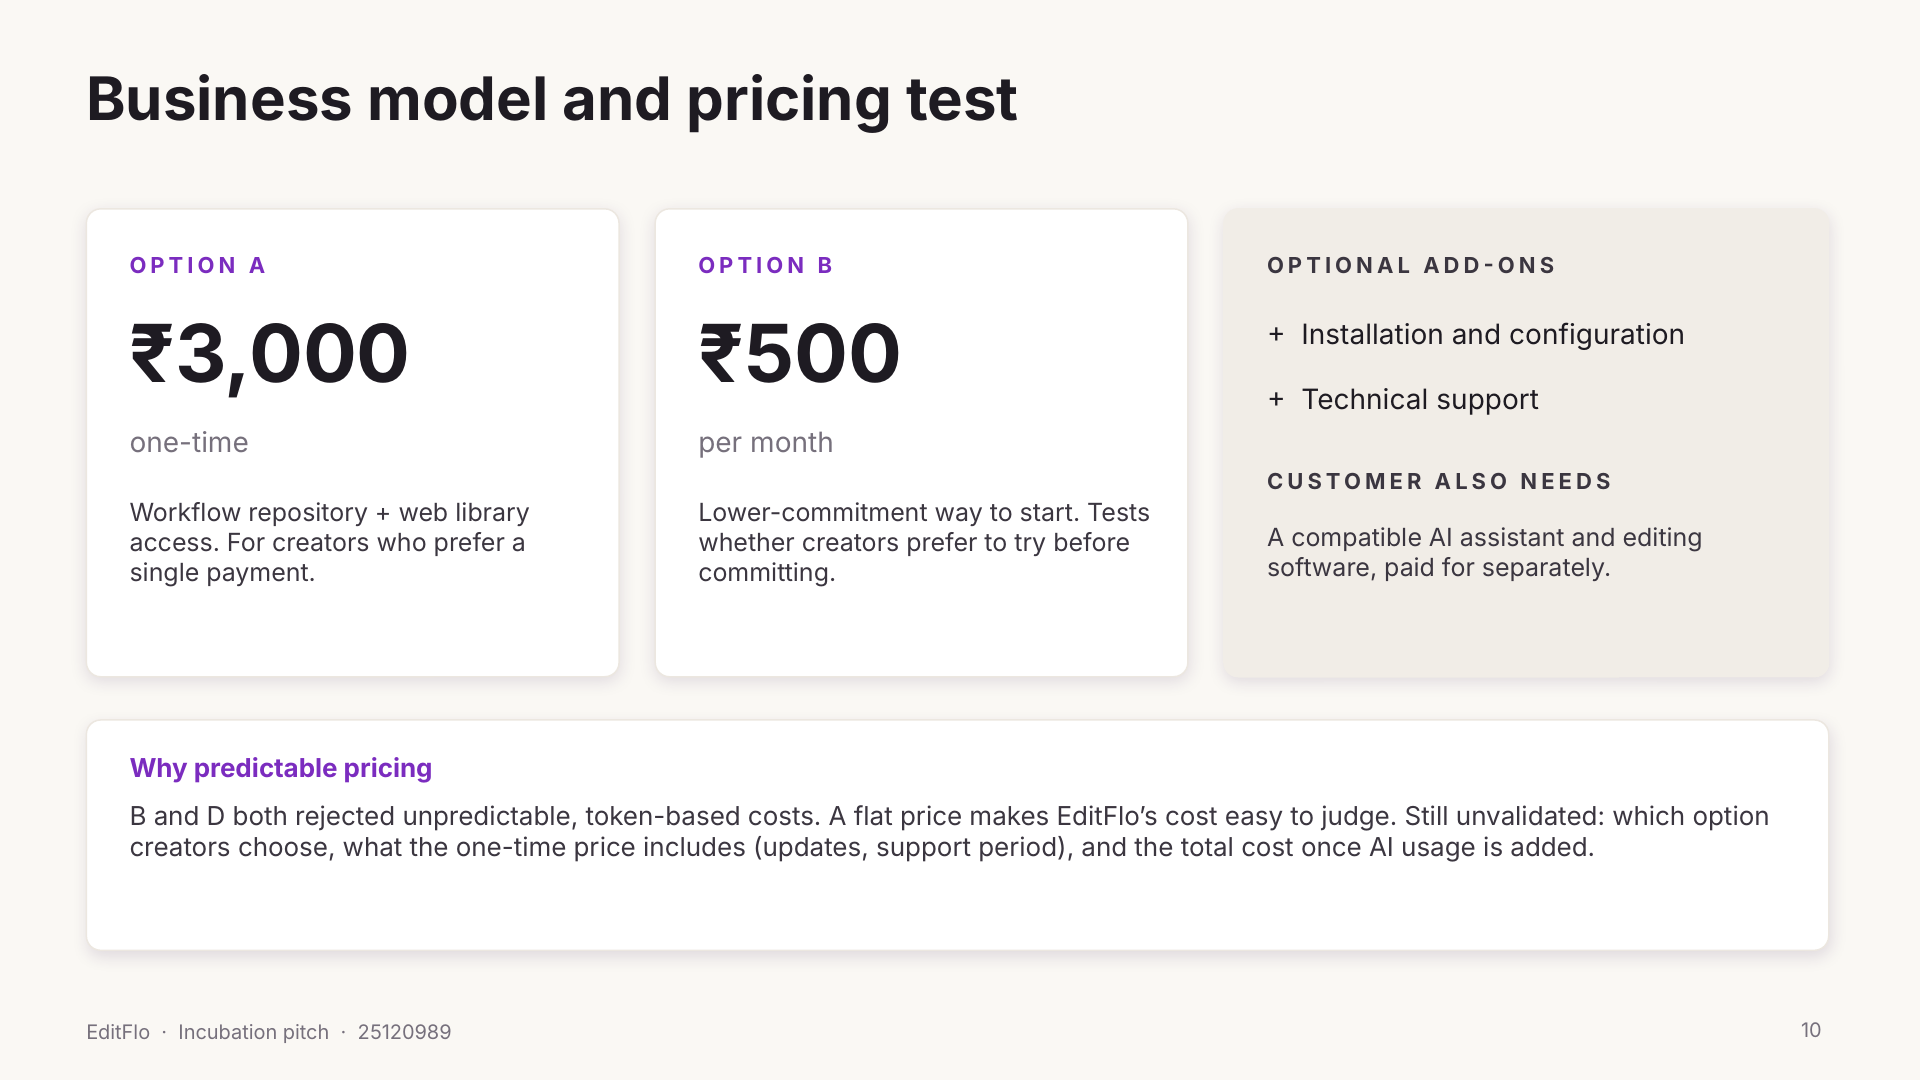 Business model and pricing test
OPTION A
₹3,000
one-time
Workflow repository + web library
access. For creators who prefer a
single payment.
OPTION B
₹500
per month
Lower-commitment way to start. Tests
whether creators prefer to try before
committing.
OPTIONAL ADD-ONS
+ Installation and configuration
+ Technical support
CUSTOMER ALSO NEEDS
A compatible AI assistant and editing
software, paid for separately.
Why predictable pricing
B and D both rejected unpredictable, token-based costs. A flat price makes EditFlo’s cost easy to judge. Still unvalidated: which option
creators choose, what the one-time price includes (updates, support period), and the total cost once AI usage is added.
EditFlo · Incubation pitch · 25120989
10